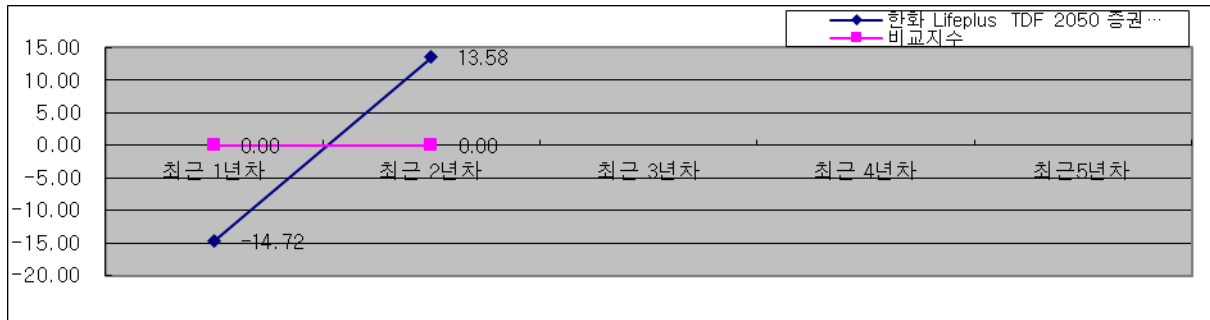 한화 Lifeplus TDF 2050 증권…
비교지수
15.00
10.00
5.00
0.00
-5.00
-10.00
-15.00
-20.00
13.58
0.00
0.00
-14.72
최근 1년차
최근 2년차
최근 3년차
최근 4년차
최근5년차